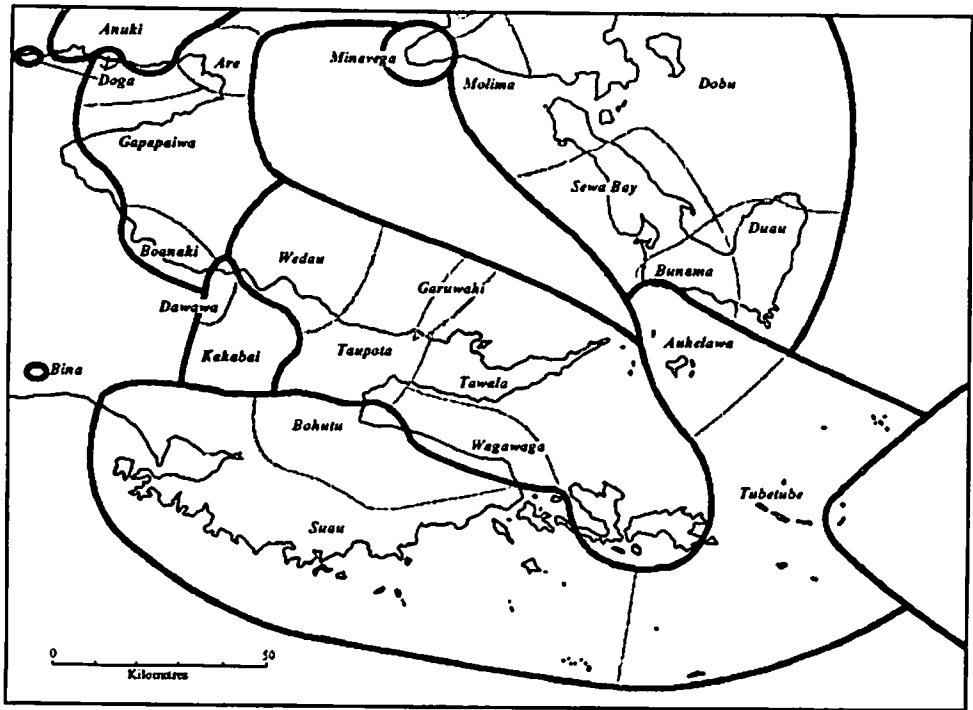 Anuki
Minavega
Are
Doga
Molima
Dobu
Gapapaiwa
Sewa Bay
Duau
Boanaki
Wedau
Bunama
Garuwahi
Dawawa
Aukelawa
Taupota
Kakabai
Bina
Tawala
Bohutu
Wagawaga
Tubetube
Suau
0 50
Kilometres